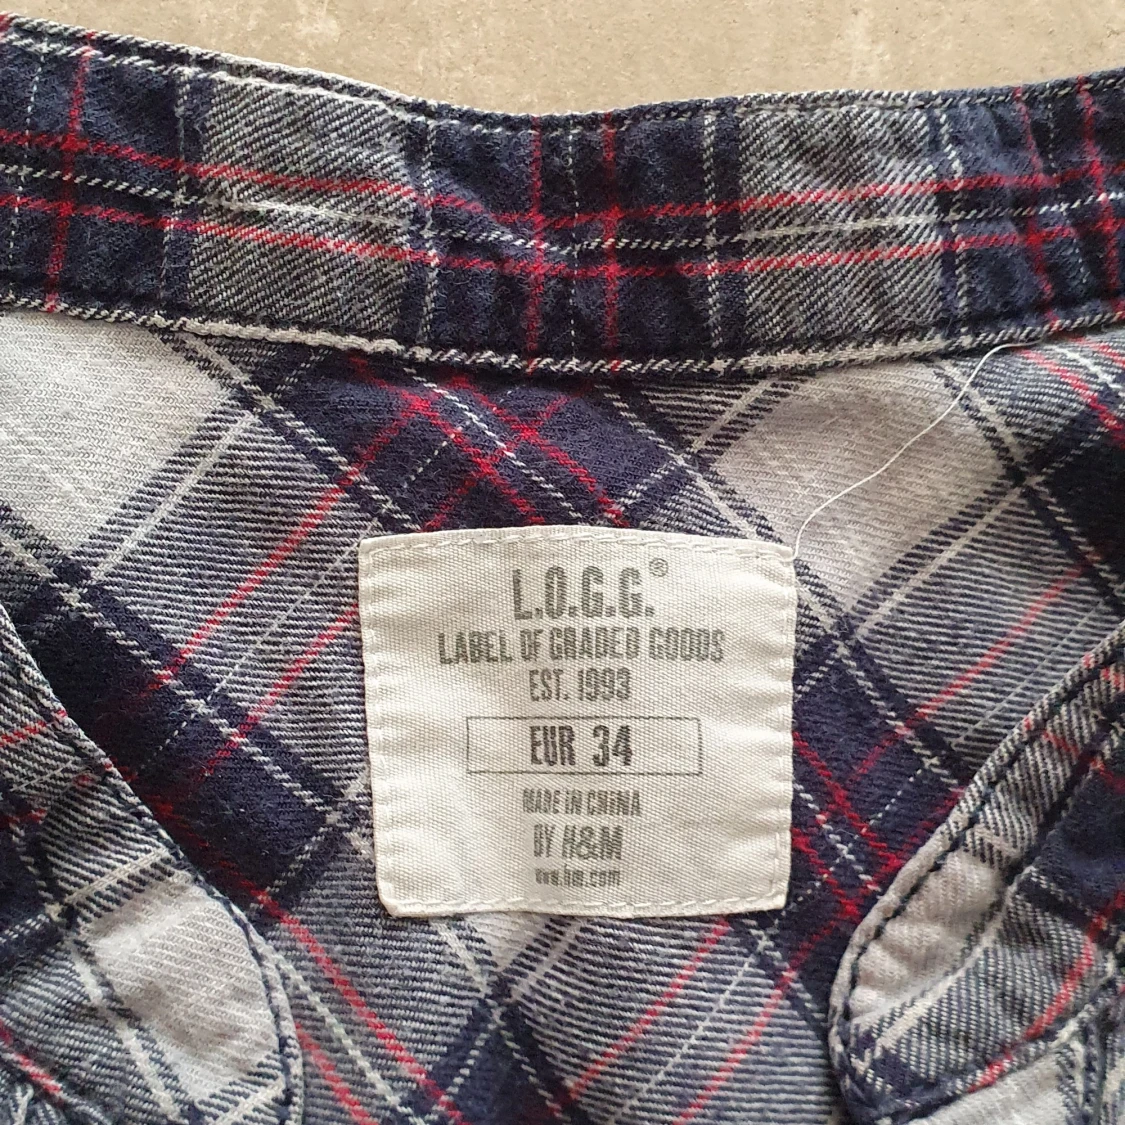 L.O.G.G.®
LABEL OF GRADED GOODS
EST. 1993
EUR 34
MADE IN CHINA
BY H&M
www.hm.com